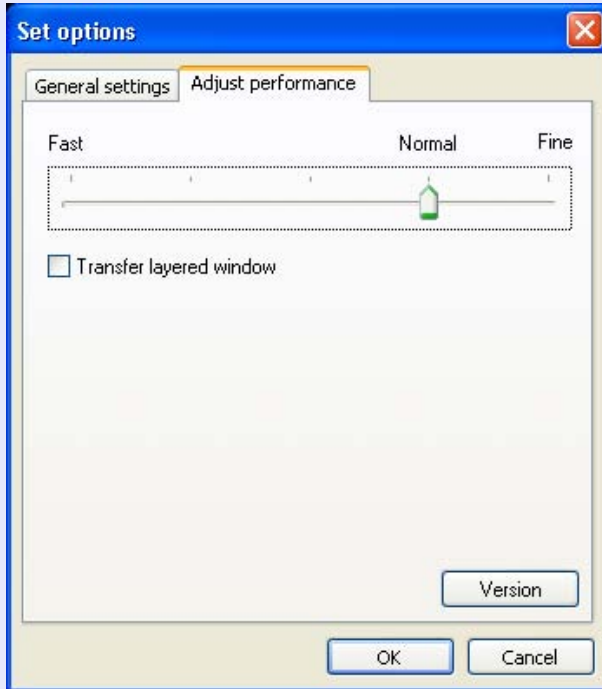 Set options
General settings Adjust performance
Fast Normal Fine
Transfer layered window
Version
OK Cancel